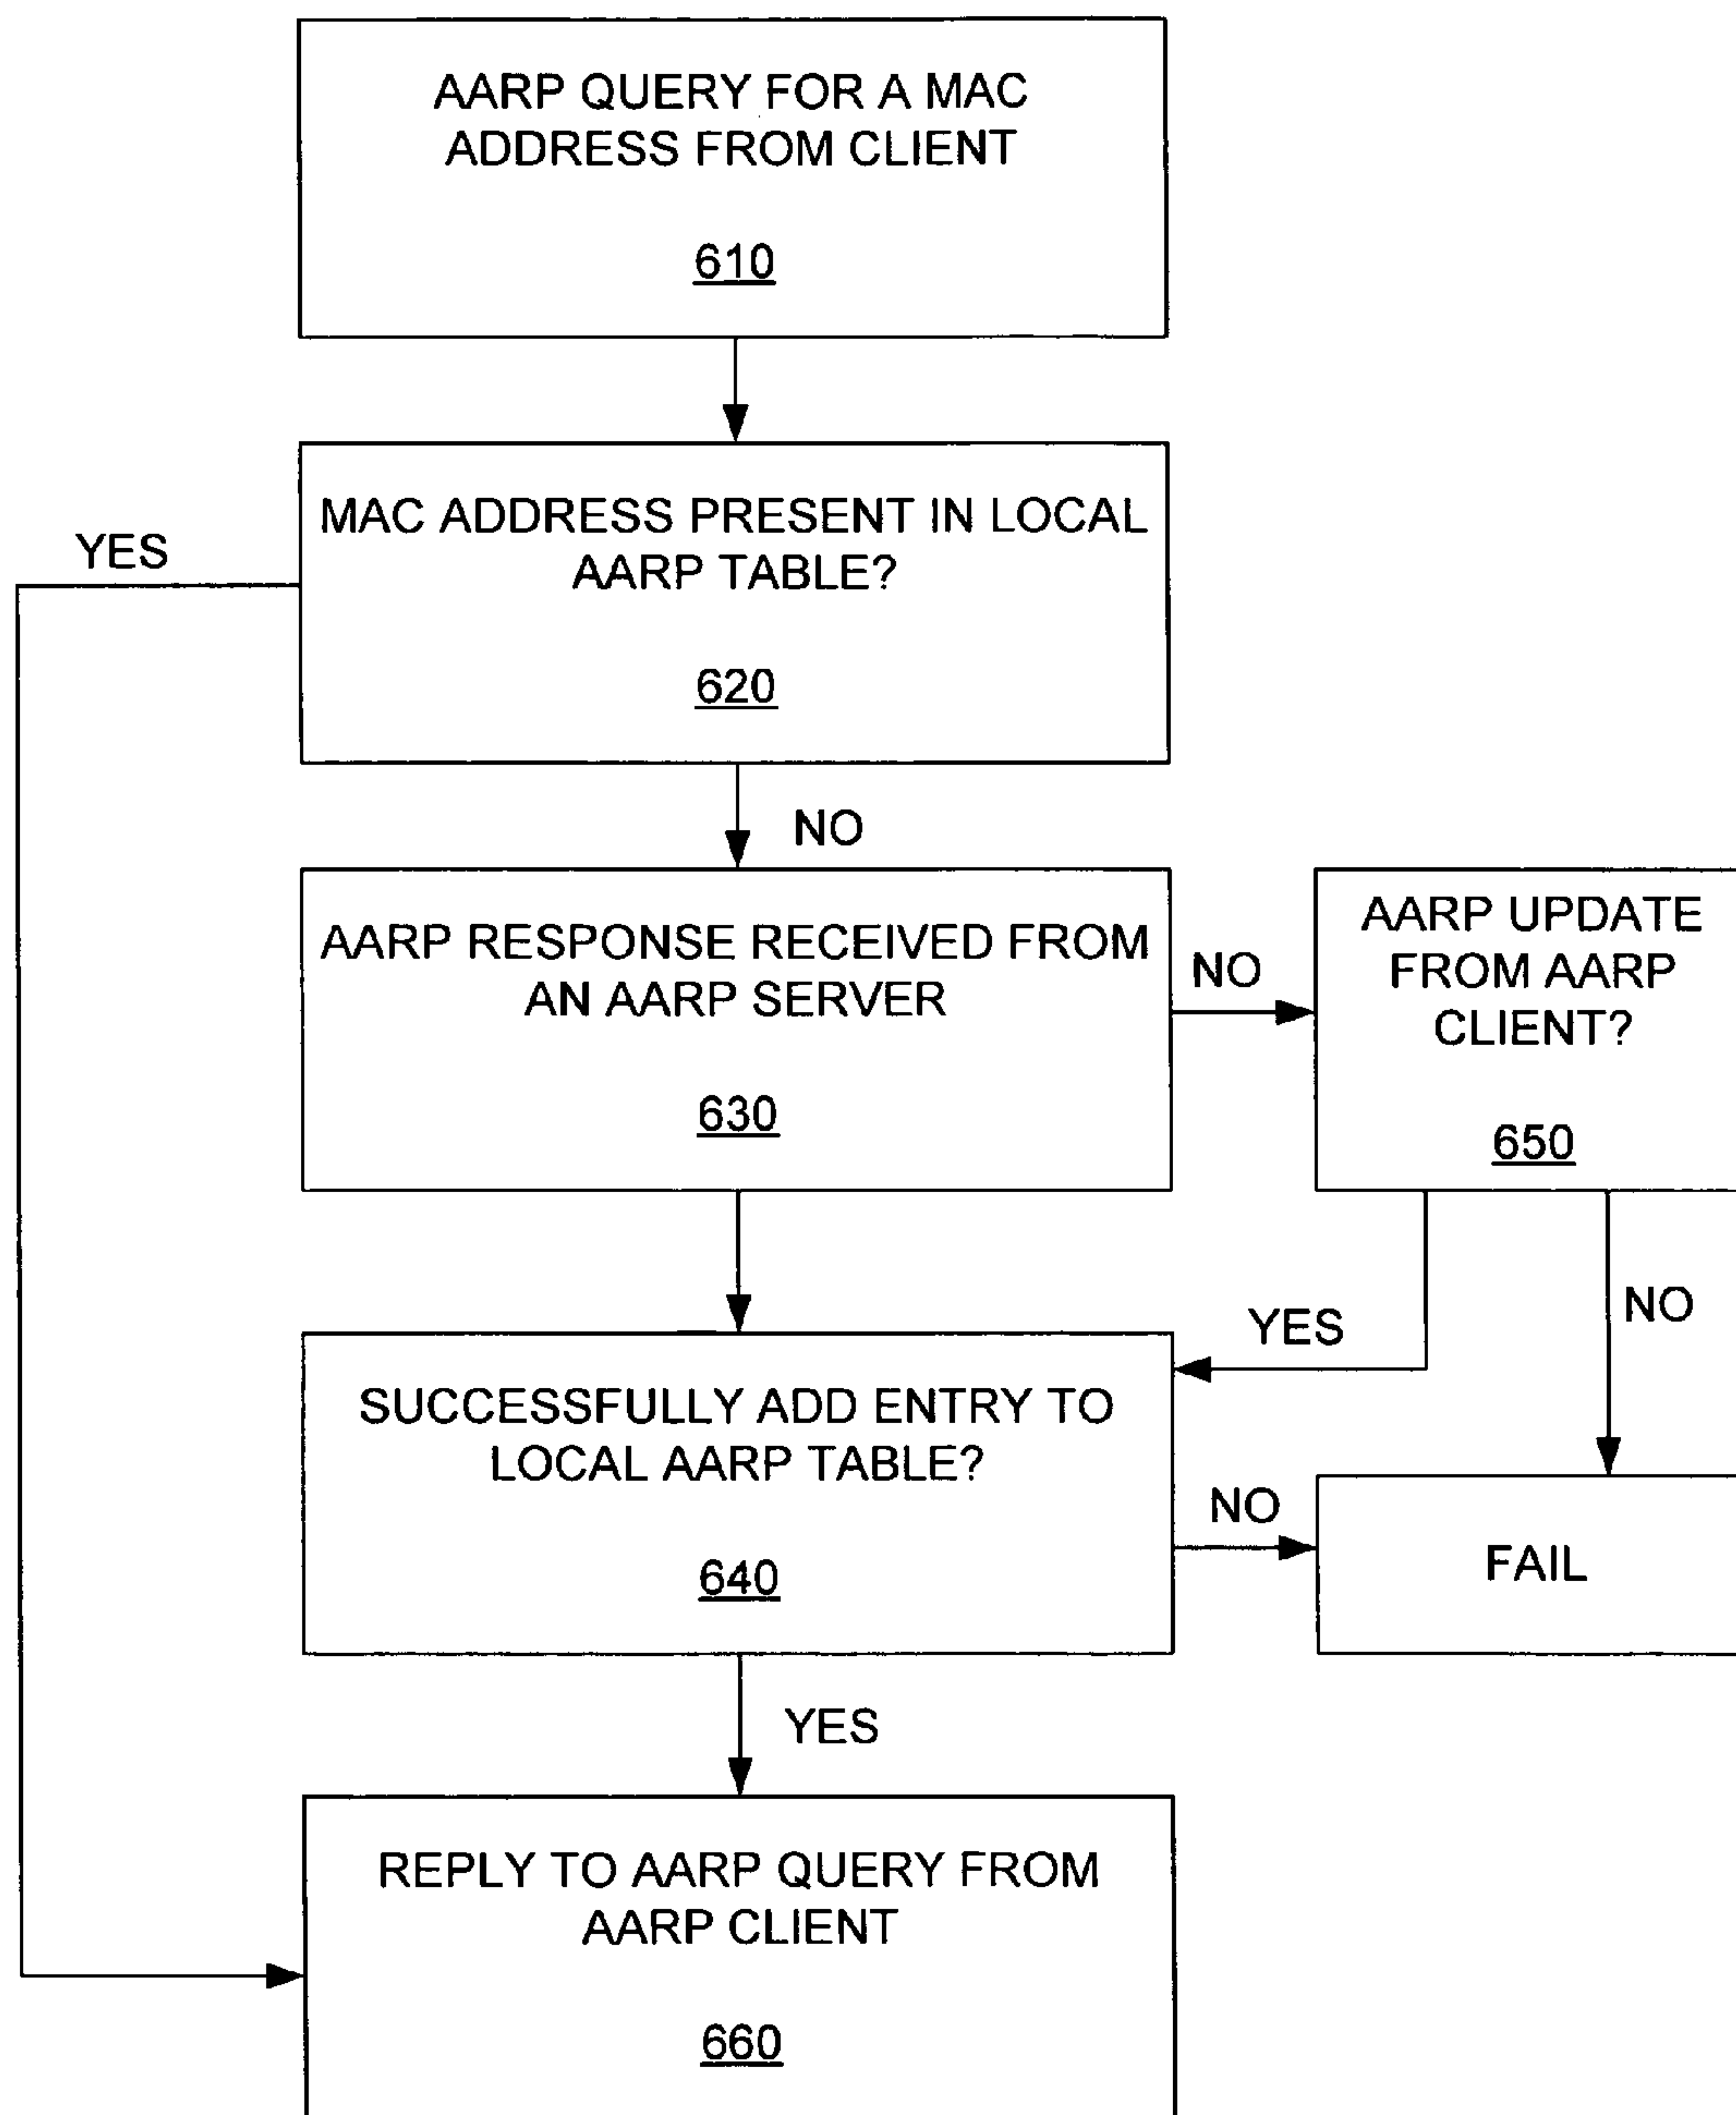 AARP QUERY FOR A MAC
ADDRESS FROM CLIENT
610
MAC ADDRESS PRESENT IN LOCAL
AARP TABLE?
620
YES
NO
AARP RESPONSE RECEIVED FROM
AN AARP SERVER
630
NO
AARP UPDATE
FROM AARP
CLIENT?
650
YES
NO
SUCCESSFULLY ADD ENTRY TO
LOCAL AARP TABLE?
640
NO
FAIL
YES
REPLY TO AARP QUERY FROM
AARP CLIENT
660